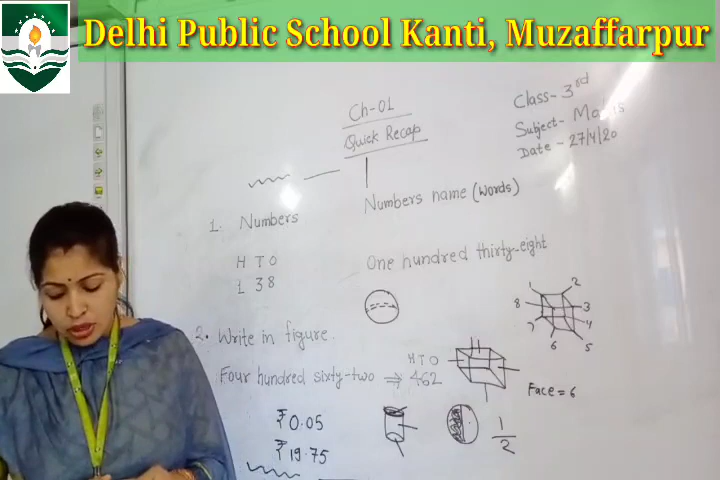 Delhi Public School Kanti, Muzaffarpur
Ch-01
Quick Recap
Class- 3rd
Subject- Maths
Date - 27/4/20
1. Numbers
Numbers name (words)
H T O
1 3 8
One hundred thirty-eight
1 2
8 3
7 4
6 5
2. Write in figure.
H T O
Four hundred sixty-two ⇒ 462
Face = 6
₹0.05
1/2
₹19.75